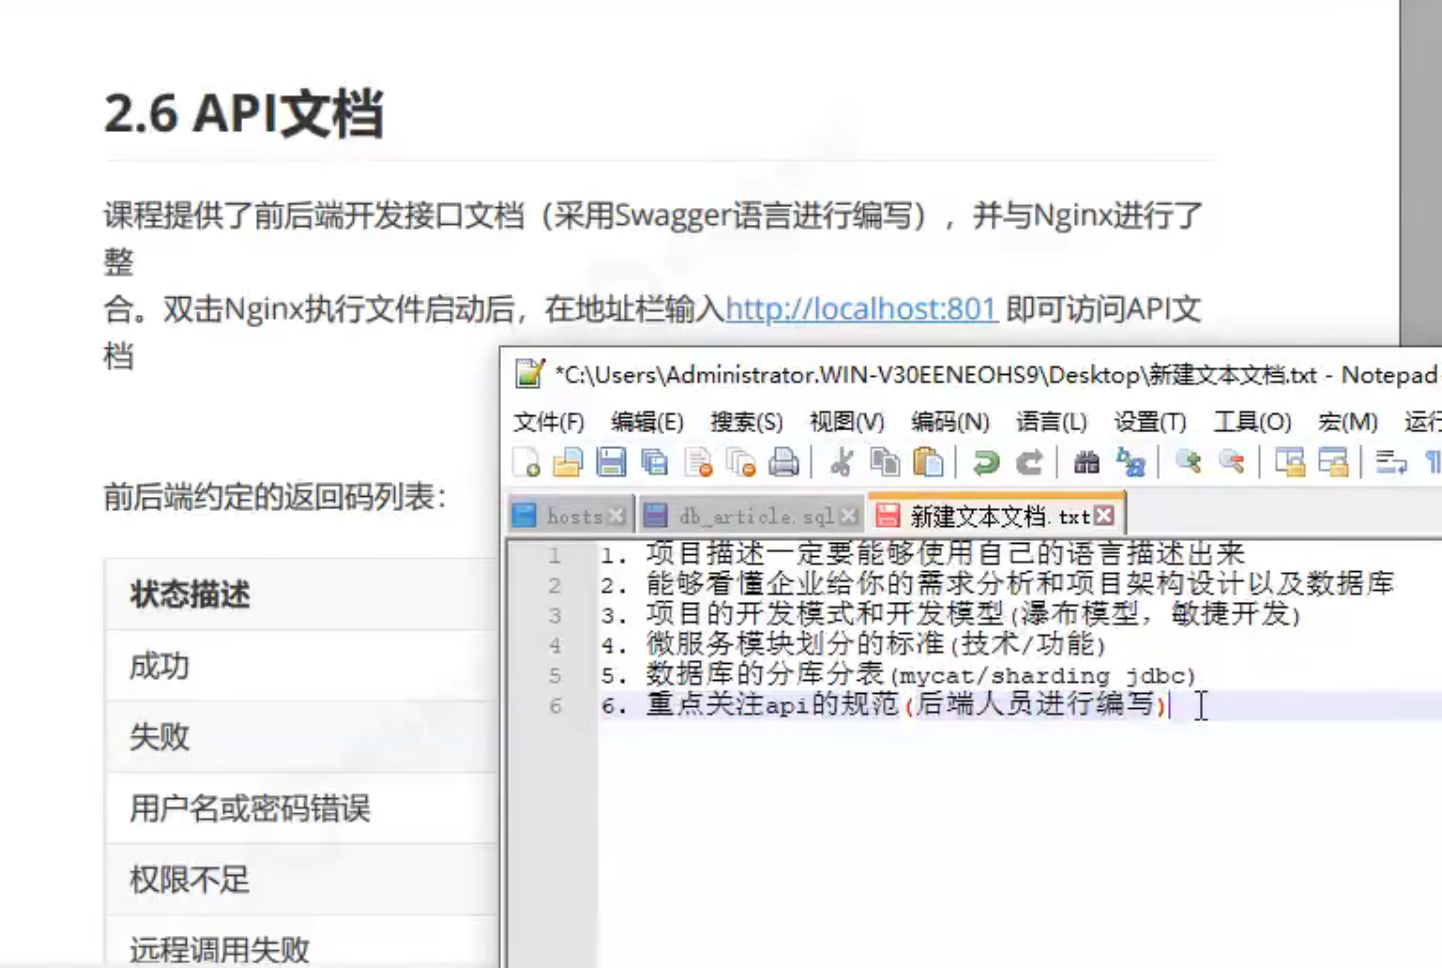 2.6 API文档
课程提供了前后端开发接口文档（采用Swagger语言进行编写），并与Nginx进行了
整
合。双击Nginx执行文件启动后，在地址栏输入http://localhost:801 即可访问API文
档
前后端约定的返回码列表：
状态描述
成功
失败
用户名或密码错误
权限不足
远程调用失败
*C:\Users\Administrator.WIN-V30EENEOHS9\Desktop\新建文本文档.txt - Notepad
文件(F) 编辑(E) 搜索(S) 视图(V) 编码(N) 语言(L) 设置(T) 工具(O) 宏(M) 运行
hosts db_article.sql 新建文本文档.txt
1 1. 项目描述一定要能够使用自己的语言描述出来
2 2. 能够看懂企业给你的需求分析和项目架构设计以及数据库
3 3. 项目的开发模式和开发模型(瀑布模型，敏捷开发)
4 4. 微服务模块划分的标准(技术/功能)
5 5. 数据库的分库分表(mycat/sharding jdbc)
6 6. 重点关注api的规范(后端人员进行编写)